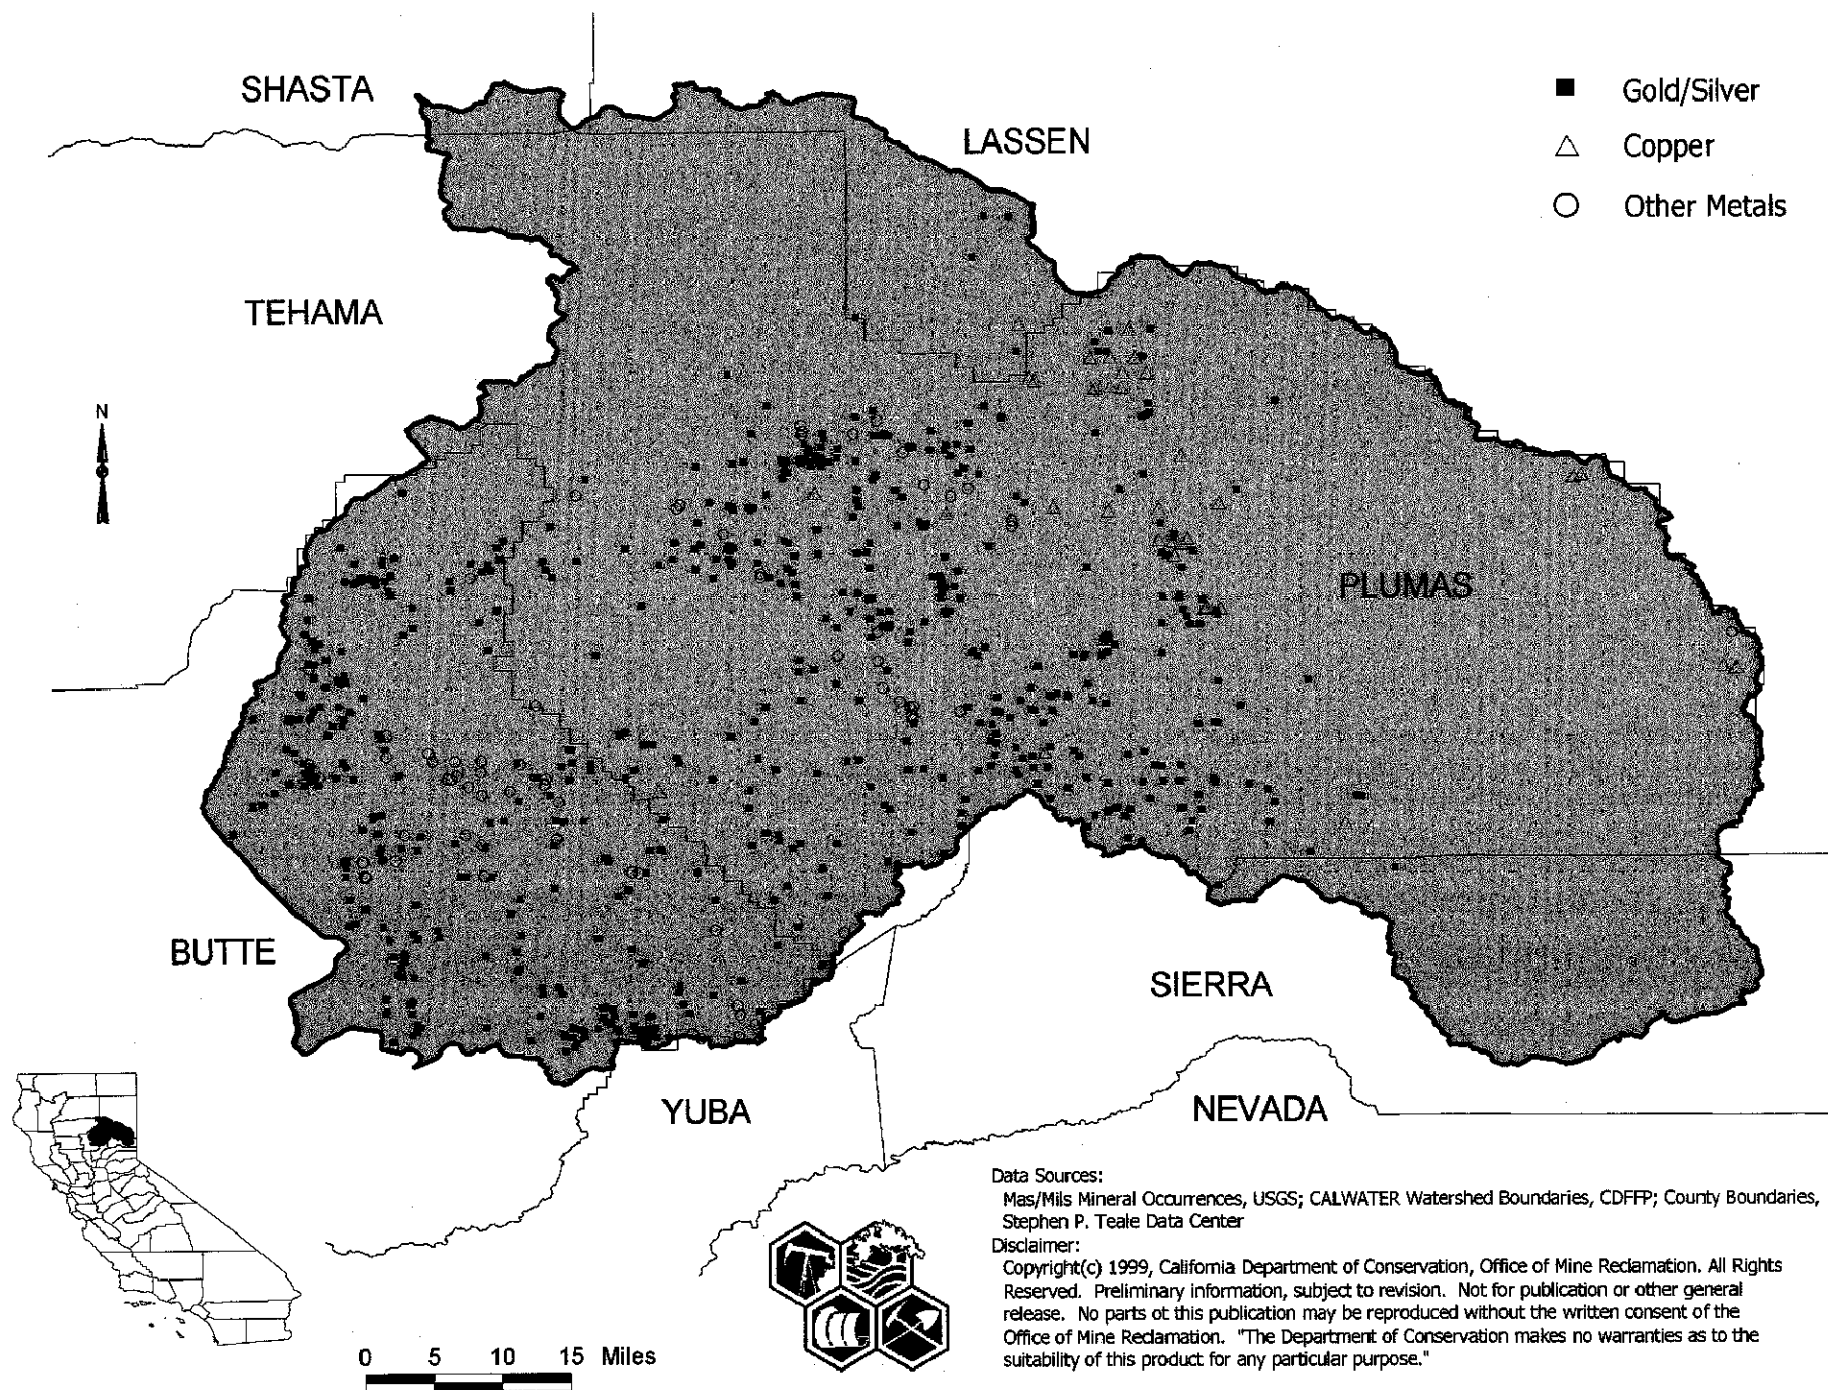 SHASTA
LASSEN
TEHAMA
PLUMAS
BUTTE
SIERRA
YUBA
NEVADA
Gold/Silver
Copper
Other Metals
N
0 5 10 15 Miles
Data Sources:
Mas/Mils Mineral Occurrences, USGS; CALWATER Watershed Boundaries, CDFFP; County Boundaries,
Stephen P. Teale Data Center
Disclaimer:
Copyright(c) 1999, California Department of Conservation, Office of Mine Reclamation. All Rights
Reserved. Preliminary information, subject to revision. Not for publication or other general
release. No parts ot this publication may be reproduced without the written consent of the
Office of Mine Reclamation. "The Department of Conservation makes no warranties as to the
suitability of this product for any particular purpose."